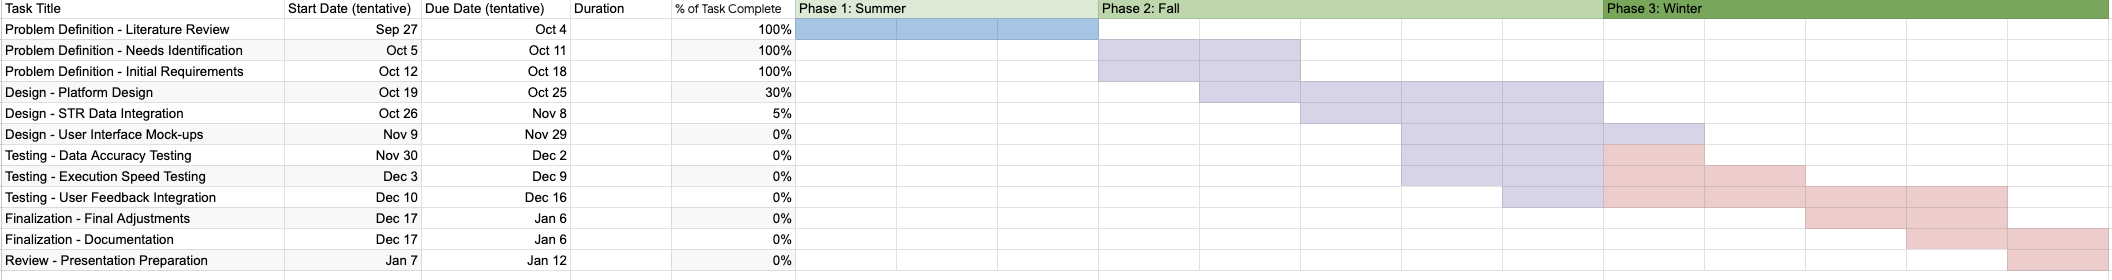 Task Title Start Date (tentative) Due Date (tentative) Duration % of Task Complete Phase 1: Summer Phase 2: Fall Phase 3: Winter
Problem Definition - Literature Review Sep 27 Oct 4 100%
Problem Definition - Needs Identification Oct 5 Oct 11 100%
Problem Definition - Initial Requirements Oct 12 Oct 18 100%
Design - Platform Design Oct 19 Oct 25 30%
Design - STR Data Integration Oct 26 Nov 8 5%
Design - User Interface Mock-ups Nov 9 Nov 29 0%
Testing - Data Accuracy Testing Nov 30 Dec 2 0%
Testing - Execution Speed Testing Dec 3 Dec 9 0%
Testing - User Feedback Integration Dec 10 Dec 16 0%
Finalization - Final Adjustments Dec 17 Jan 6 0%
Finalization - Documentation Dec 17 Jan 6 0%
Review - Presentation Preparation Jan 7 Jan 12 0%